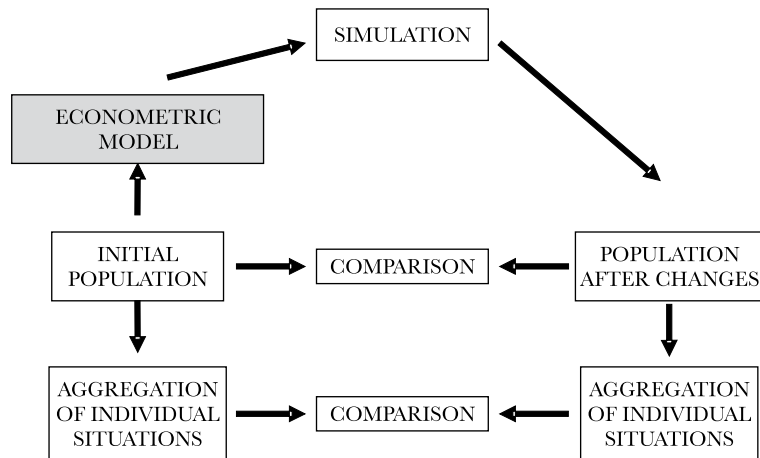 SIMULATION
ECONOMETRIC
MODEL
INITIAL
POPULATION
COMPARISON
POPULATION
AFTER CHANGES
AGGREGATION
OF INDIVIDUAL
SITUATIONS
COMPARISON
AGGREGATION
OF INDIVIDUAL
SITUATIONS